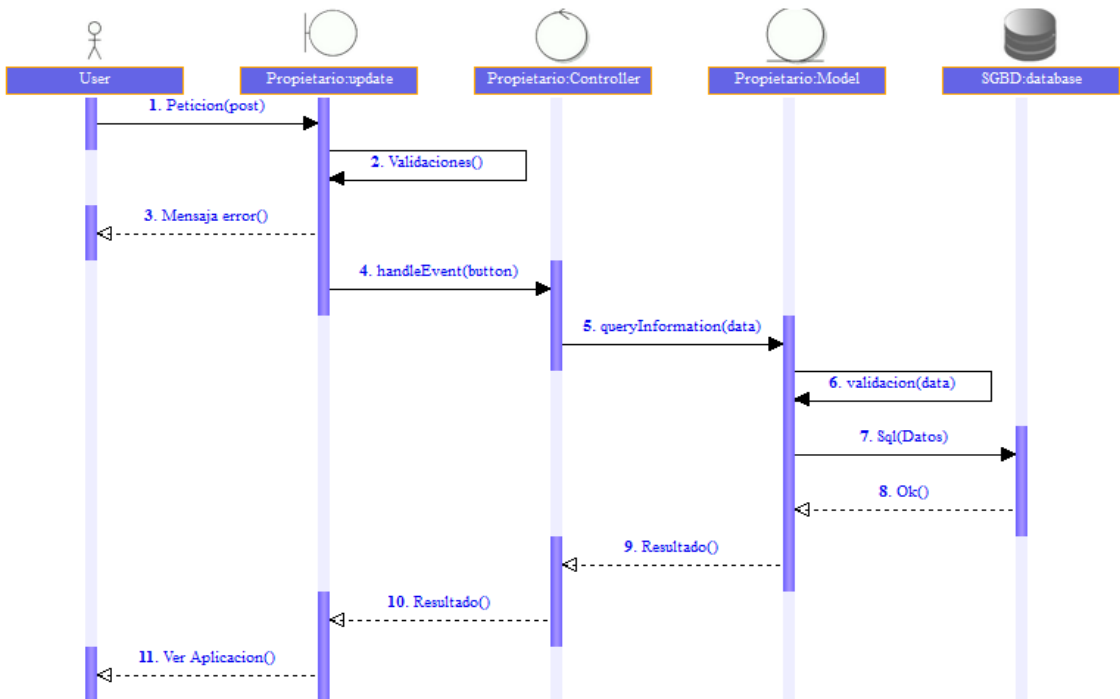 User
Propietario:update
Propietario:Controller
Propietario:Model
SGBD:database
1. Peticion(post)
2. Validaciones()
3. Mensaja error()
4. handleEvent(button)
5. queryInformation(data)
6. validacion(data)
7. Sql(Datos)
8. Ok()
9. Resultado()
10. Resultado()
11. Ver Aplicacion()